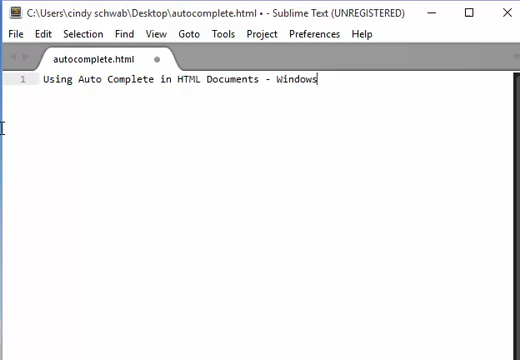 C:\Users\cindy schwab\Desktop\autocomplete.html • - Sublime Text (UNREGISTERED)
File Edit Selection Find View Goto Tools Project Preferences Help
autocomplete.html
1 Using Auto Complete in HTML Documents - Windows